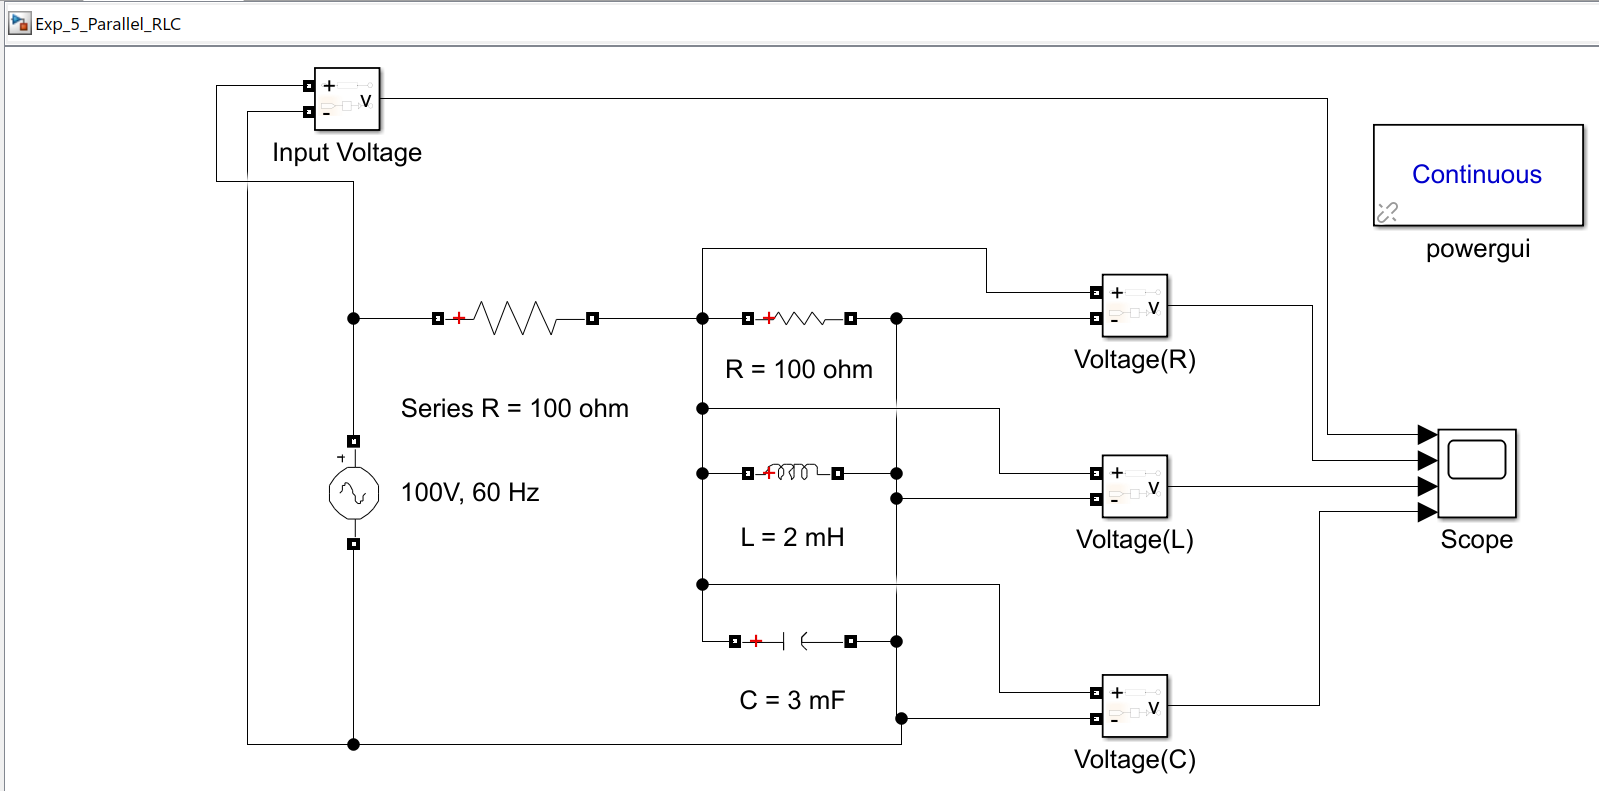 Exp_5_Parallel_RLC
+
-
v
Input Voltage
Continuous
powergui
+
+
+
-
v
R = 100 ohm
Voltage(R)
Series R = 100 ohm
+
100V, 60 Hz
+
+
-
v
L = 2 mH
Voltage(L)
Scope
+
C = 3 mF
+
-
v
Voltage(C)